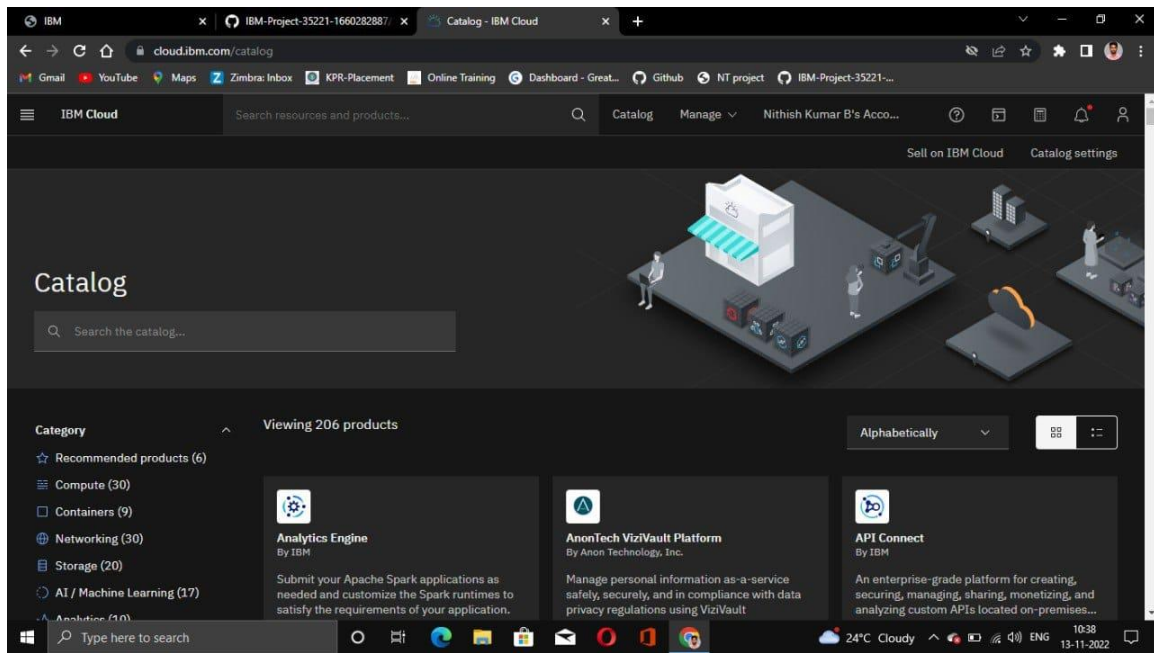 IBM
IBM-Project-35221-1660282887/
Catalog - IBM Cloud
cloud.ibm.com/catalog
Gmail YouTube Maps Zimbra: Inbox KPR-Placement Online Training Dashboard - Great... Github NT project IBM-Project-35221-...
IBM Cloud Search resources and products... Catalog Manage Nithish Kumar B's Acco...
Sell on IBM Cloud Catalog settings
Catalog
Search the catalog...
Category
Recommended products (6)
Compute (30)
Containers (9)
Networking (30)
Storage (20)
AI / Machine Learning (17)
Analytics (10)
Viewing 206 products
Alphabetically
Analytics Engine
By IBM
Submit your Apache Spark applications as
needed and customize the Spark runtimes to
satisfy the requirements of your application.
AnonTech ViziVault Platform
By Anon Technology, Inc.
Manage personal information as-a-service
safely, securely, and in compliance with data
privacy regulations using ViziVault
API Connect
By IBM
An enterprise-grade platform for creating,
securing, managing, sharing, monetizing, and
analyzing custom APIs located on-premises...
Type here to search
24°C Cloudy ENG
10:38
13-11-2022